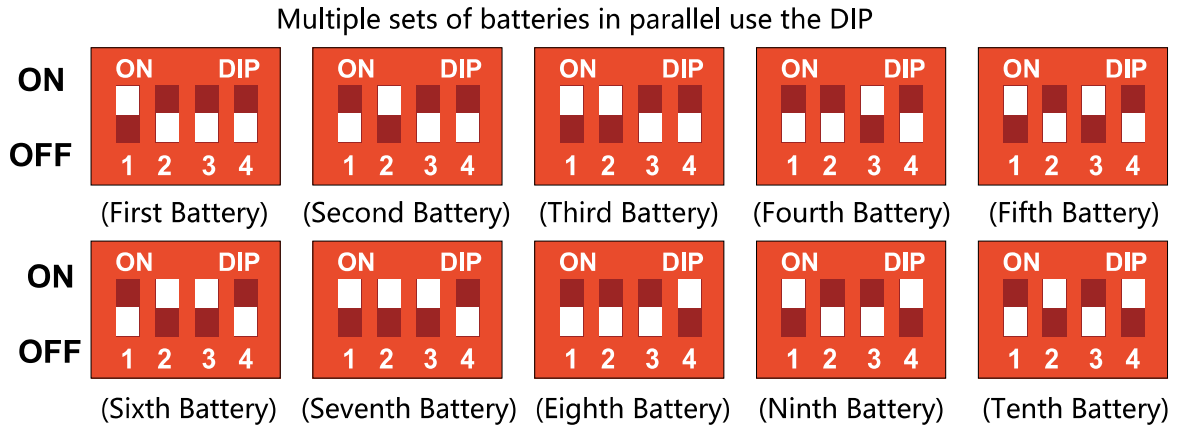 Multiple sets of batteries in parallel use the DIP
ON ON DIP ON DIP ON DIP ON DIP ON DIP
OFF 1 2 3 4 1 2 3 4 1 2 3 4 1 2 3 4 1 2 3 4
(First Battery) (Second Battery) (Third Battery) (Fourth Battery) (Fifth Battery)
ON ON DIP ON DIP ON DIP ON DIP ON DIP
OFF 1 2 3 4 1 2 3 4 1 2 3 4 1 2 3 4 1 2 3 4
(Sixth Battery) (Seventh Battery) (Eighth Battery) (Ninth Battery) (Tenth Battery)